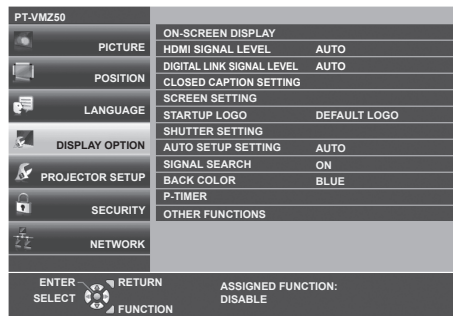 PT-VMZ50
PICTURE
POSITION
LANGUAGE
DISPLAY OPTION
PROJECTOR SETUP
SECURITY
NETWORK
ON-SCREEN DISPLAY
HDMI SIGNAL LEVEL AUTO
DIGITAL LINK SIGNAL LEVEL AUTO
CLOSED CAPTION SETTING
SCREEN SETTING
STARTUP LOGO DEFAULT LOGO
SHUTTER SETTING
AUTO SETUP SETTING AUTO
SIGNAL SEARCH ON
BACK COLOR BLUE
P-TIMER
OTHER FUNCTIONS
ENTER RETURN
SELECT
FUNCTION
ASSIGNED FUNCTION:
DISABLE